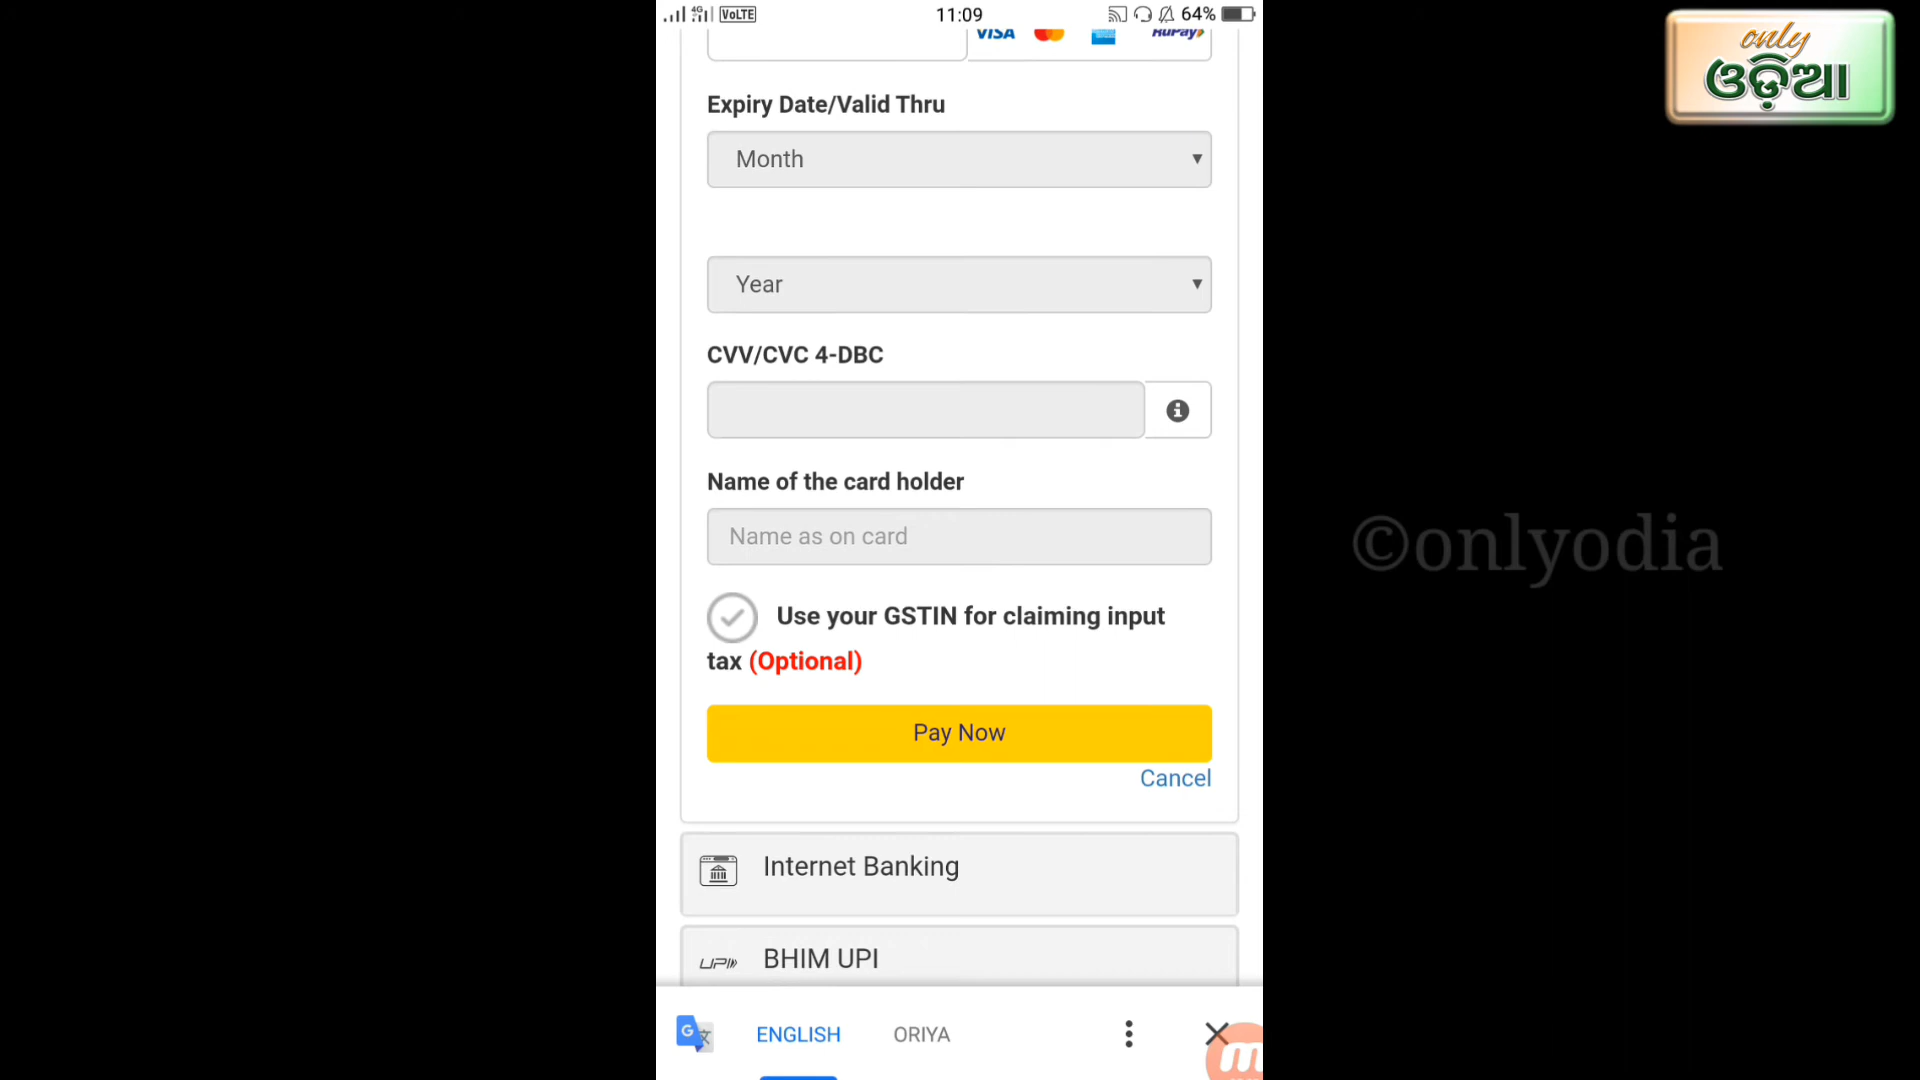 4G VoLTE 11:09 64%
only
ଓଡ଼ିଆ
VISA RuPay
Expiry Date/Valid Thru
Month
Year
CVV/CVC 4-DBC
Name of the card holder
Name as on card
©onlyodia
Use your GSTIN for claiming input
tax (Optional)
Pay Now
Cancel
Internet Banking
UPI BHIM UPI
G ENGLISH ORIYA